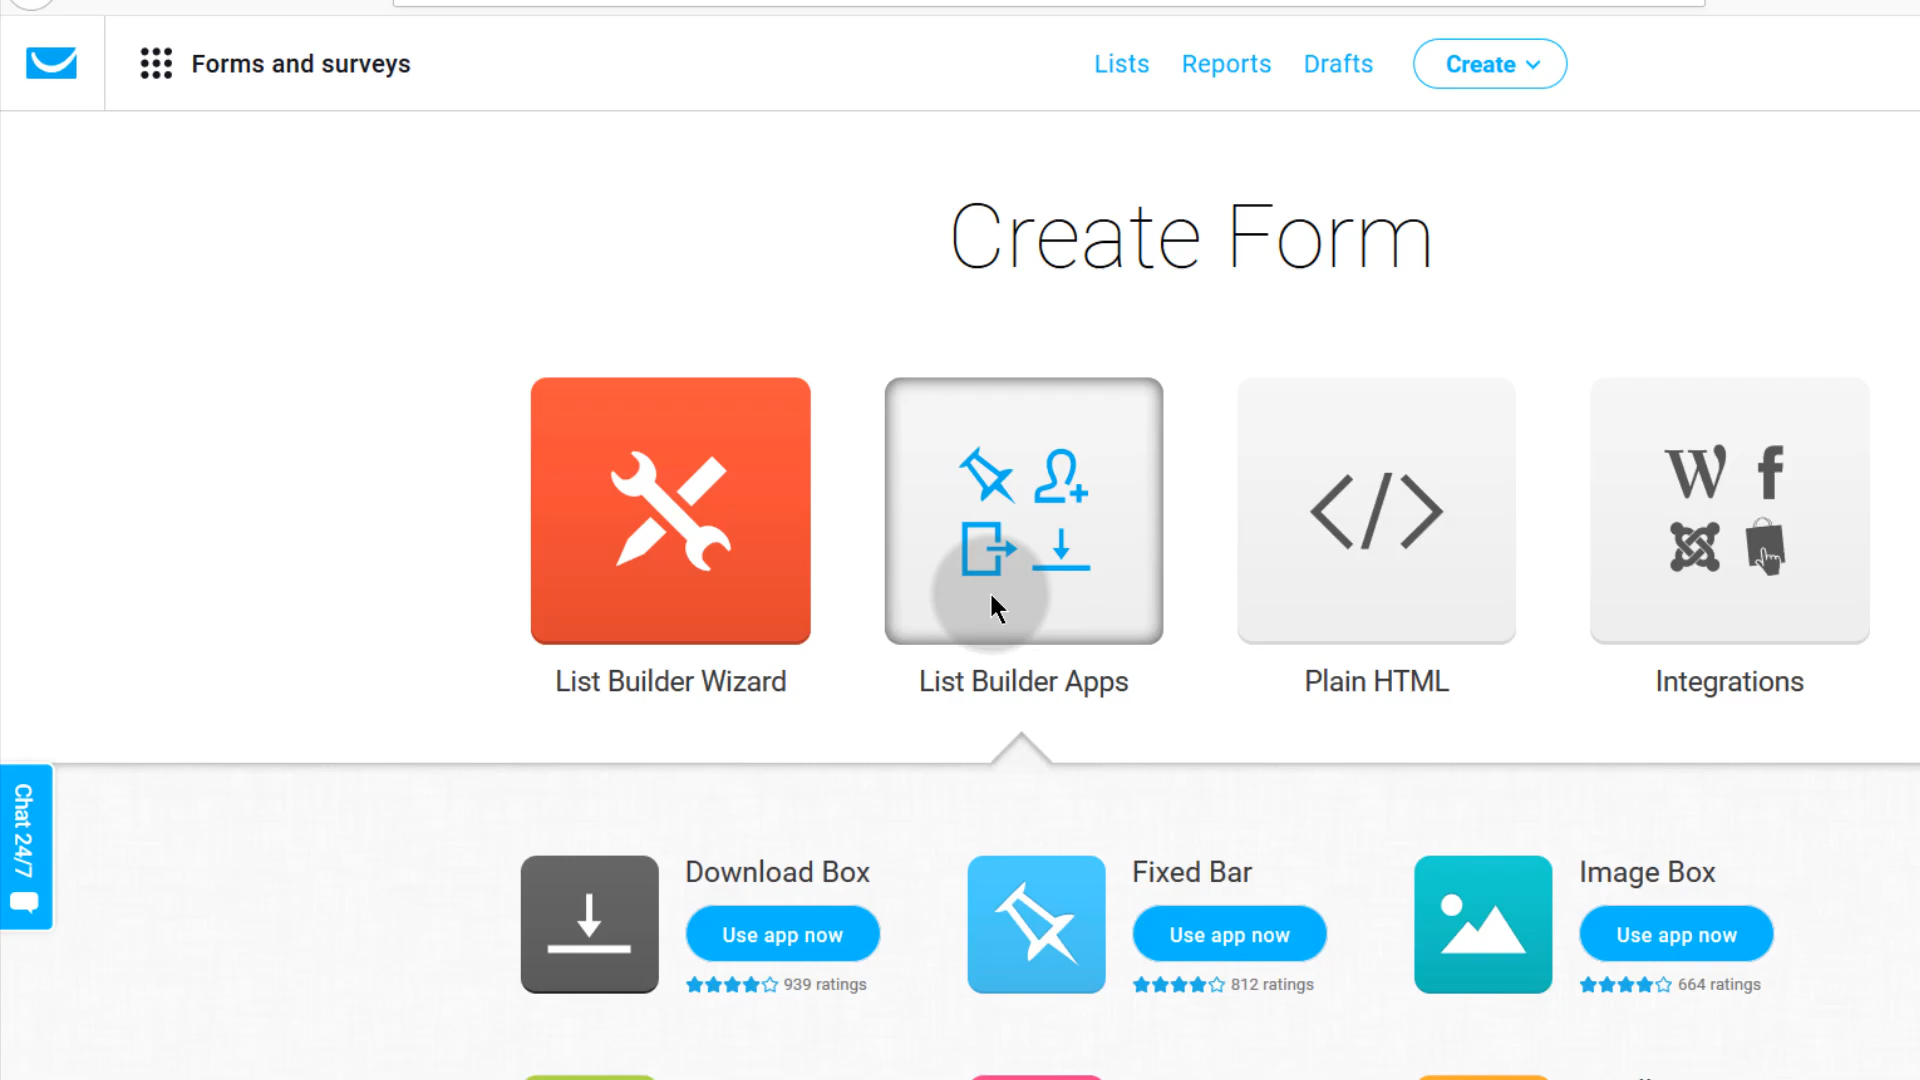 Forms and surveys
Lists Reports Drafts Create
Create Form
List Builder Wizard
List Builder Apps
Plain HTML
Integrations
Chat 24/7
Download Box
Use app now
939 ratings
Fixed Bar
Use app now
812 ratings
Image Box
Use app now
664 ratings